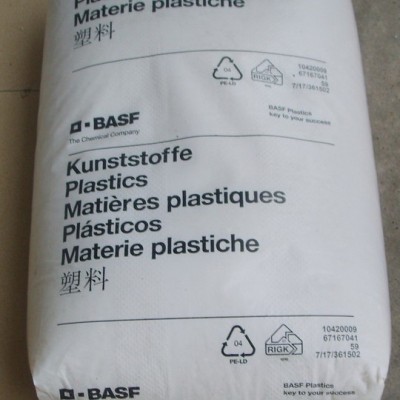 Materie plastiche
塑料
04
PE-LD
RIGK
10420009
67167041
59
7/17/361502
BASF
The Chemical Company
BASF Plastics
key to your success
Kunststoffe
Plastics
Matières plastiques
Plásticos
Materie plastiche
塑料
04
PE-LD
RIGK
10420009
67167041
59
7/17/361502
BASF
BASF Plastics
key to your success